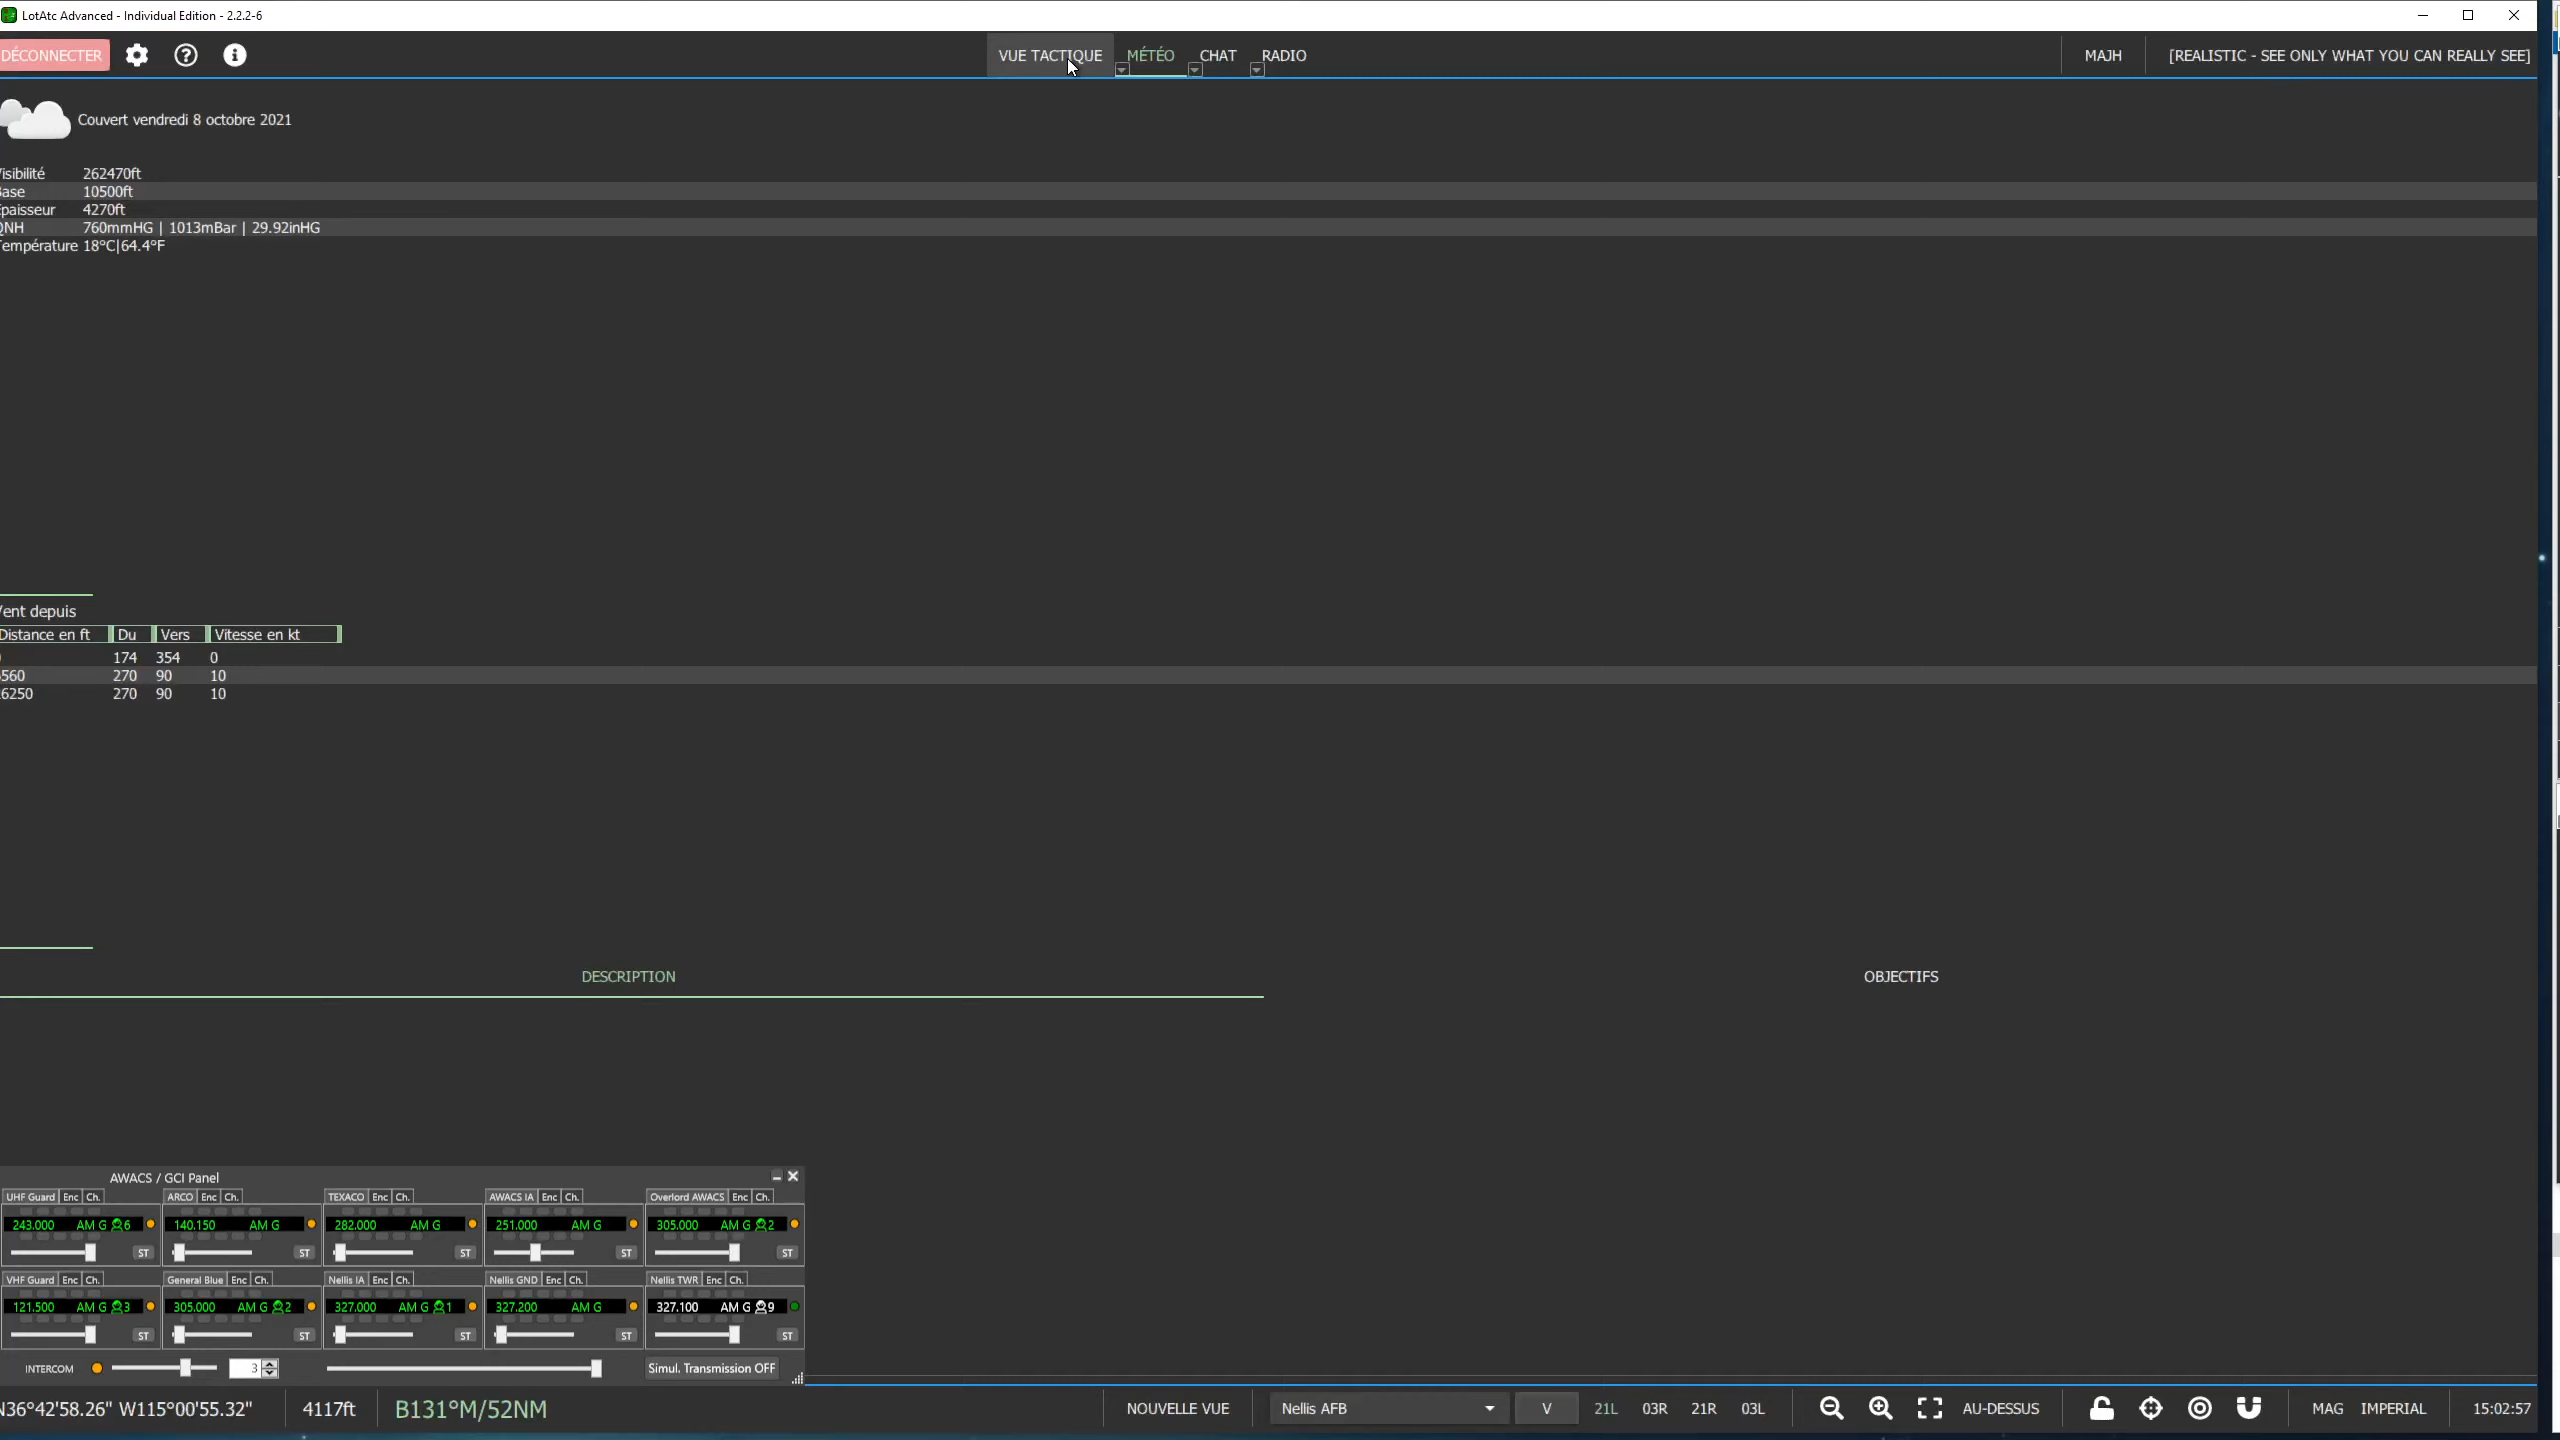 LotAtc Advanced - Individual Edition - 2.2.2-6
DÉCONNECTER VUE TACTIQUE MÉTÉO CHAT RADIO MAJH [REALISTIC - SEE ONLY WHAT YOU CAN REALLY SEE]
Couvert vendredi 8 octobre 2021
isibilité 262470ft
ase 10500ft
paisseur 4270ft
QNH 760mmHG | 1013mBar | 29.92inHG
empérature 18°C|64.4°F
Vent depuis
Distance en ft Du Vers Vitesse en kt
174 354 0
560 270 90 10
6250 270 90 10
DESCRIPTION OBJECTIFS
AWACS / GCI Panel
UHF Guard Enc Ch. ARCO Enc Ch. TEXACO Enc Ch. AWACS IA Enc Ch. Overlord AWACS Enc Ch.
243.000 AM G 6 140.150 AM G 282.000 AM G 251.000 AM G 305.000 AM G 2
ST ST ST ST ST
VHF Guard Enc Ch. General Blue Enc Ch. Nellis IA Enc Ch. Nellis GND Enc Ch. Nellis TWR Enc Ch.
121.500 AM G 3 305.000 AM G 2 327.000 AM G 1 327.200 AM G 327.100 AM G 9
ST ST ST ST ST
INTERCOM 3 Simul. Transmission OFF
N36°42'58.26" W115°00'55.32" 4117ft B131°M/52NM NOUVELLE VUE Nellis AFB V 21L 03R 21R 03L AU-DESSUS MAG IMPERIAL 15:02:57